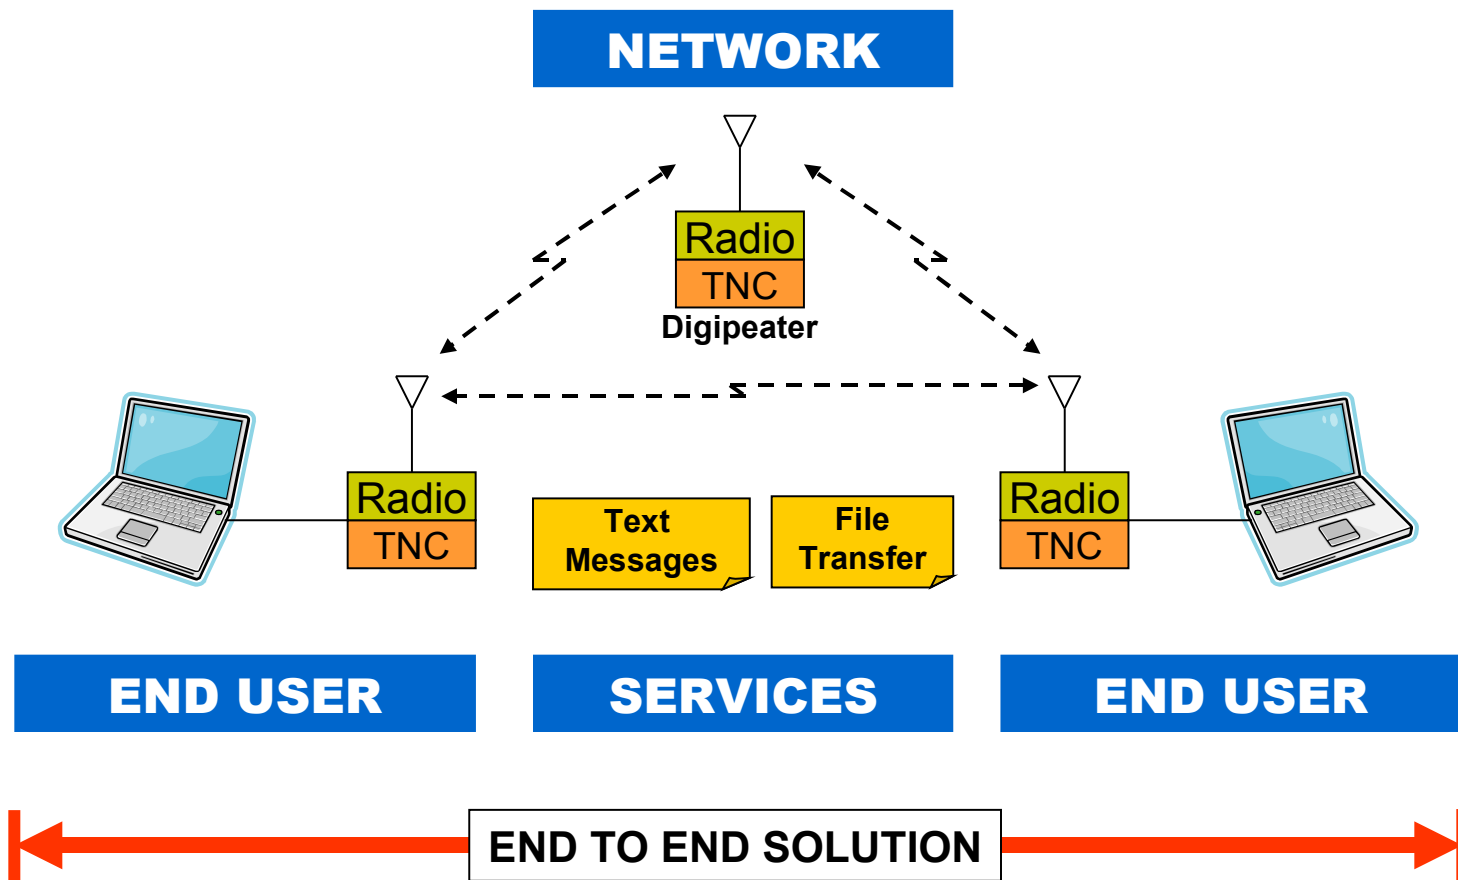 NETWORK
Radio
TNC
Digipeater
Radio
TNC
Text
Messages
File
Transfer
Radio
TNC
END USER
SERVICES
END USER
END TO END SOLUTION